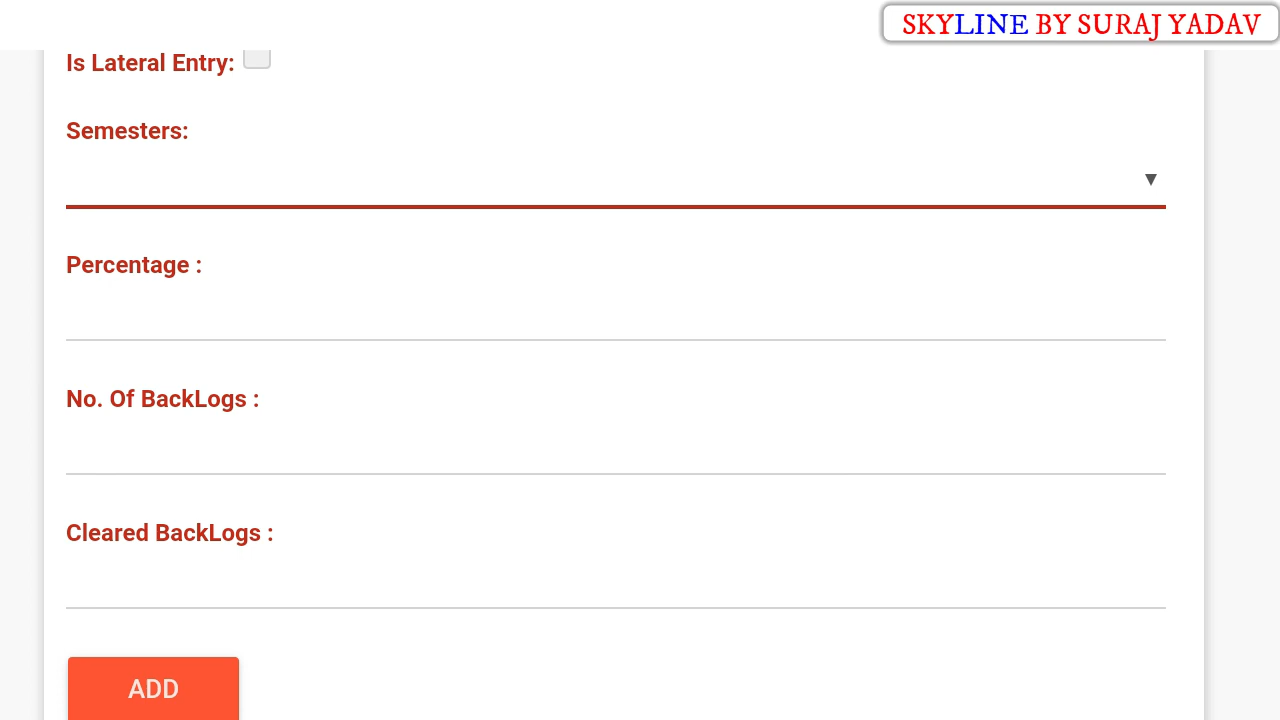 SKYLINE BY SURAJ YADAV
Is Lateral Entry:
Semesters:
Percentage :
No. Of BackLogs :
Cleared BackLogs :
ADD